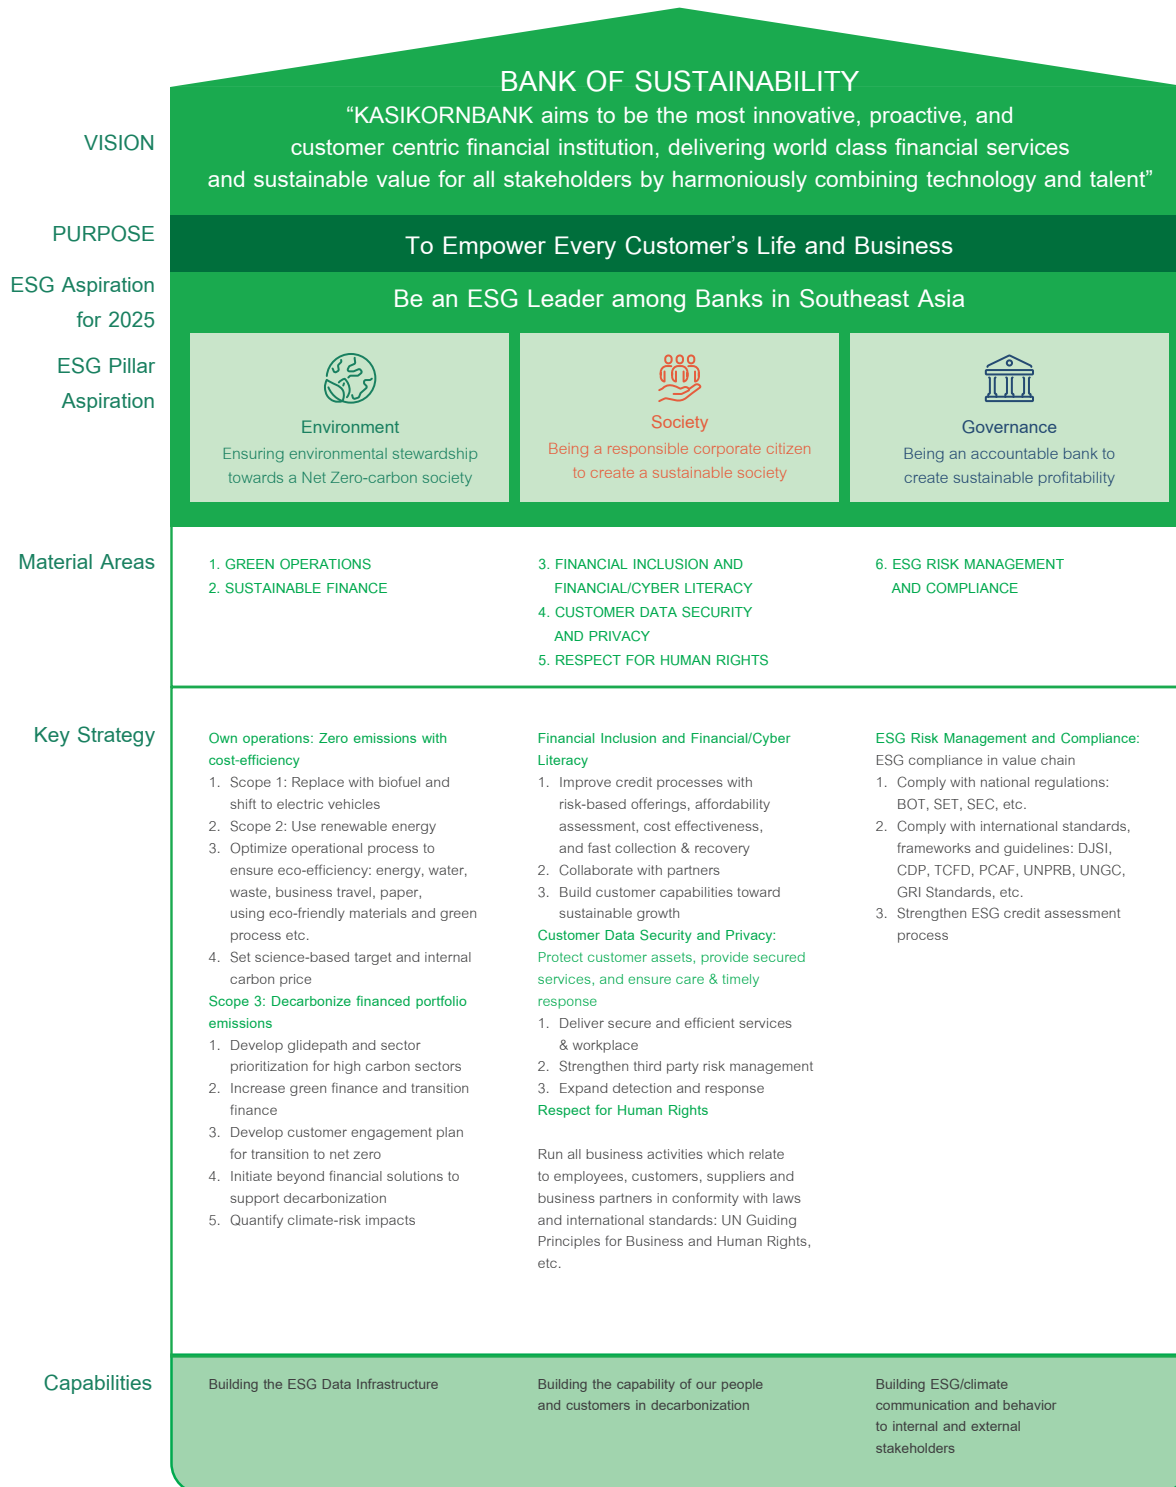 BANK OF SUSTAINABILITY
VISION
“KASIKORNBANK aims to be the most innovative, proactive, and
customer centric financial institution, delivering world class financial services
and sustainable value for all stakeholders by harmoniously combining technology and talent”
PURPOSE
To Empower Every Customer’s Life and Business
ESG Aspiration
for 2025
Be an ESG Leader among Banks in Southeast Asia
ESG Pillar
Aspiration
Environment
Ensuring environmental stewardship
towards a Net Zero-carbon society
Society
Being a responsible corporate citizen
to create a sustainable society
Governance
Being an accountable bank to
create sustainable profitability
Material Areas
1. GREEN OPERATIONS
2. SUSTAINABLE FINANCE
3. FINANCIAL INCLUSION AND
FINANCIAL/CYBER LITERACY
4. CUSTOMER DATA SECURITY
AND PRIVACY
5. RESPECT FOR HUMAN RIGHTS
6. ESG RISK MANAGEMENT
AND COMPLIANCE
Key Strategy
Own operations: Zero emissions with
cost-efficiency
1. Scope 1: Replace with biofuel and
shift to electric vehicles
2. Scope 2: Use renewable energy
3. Optimize operational process to
ensure eco-efficiency: energy, water,
waste, business travel, paper,
using eco-friendly materials and green
process etc.
4. Set science-based target and internal
carbon price
Scope 3: Decarbonize financed portfolio
emissions
1. Develop glidepath and sector
prioritization for high carbon sectors
2. Increase green finance and transition
finance
3. Develop customer engagement plan
for transition to net zero
4. Initiate beyond financial solutions to
support decarbonization
5. Quantify climate-risk impacts
Financial Inclusion and Financial/Cyber
Literacy
1. Improve credit processes with
risk-based offerings, affordability
assessment, cost effectiveness,
and fast collection & recovery
2. Collaborate with partners
3. Build customer capabilities toward
sustainable growth
Customer Data Security and Privacy:
Protect customer assets, provide secured
services, and ensure care & timely
response
1. Deliver secure and efficient services
& workplace
2. Strengthen third party risk management
3. Expand detection and response
Respect for Human Rights
Run all business activities which relate
to employees, customers, suppliers and
business partners in conformity with laws
and international standards: UN Guiding
Principles for Business and Human Rights,
etc.
ESG Risk Management and Compliance:
ESG compliance in value chain
1. Comply with national regulations:
BOT, SET, SEC, etc.
2. Comply with international standards,
frameworks and guidelines: DJSI,
CDP, TCFD, PCAF, UNPRB, UNGC,
GRI Standards, etc.
3. Strengthen ESG credit assessment
process
Capabilities
Building the ESG Data Infrastructure
Building the capability of our people
and customers in decarbonization
Building ESG/climate
communication and behavior
to internal and external
stakeholders